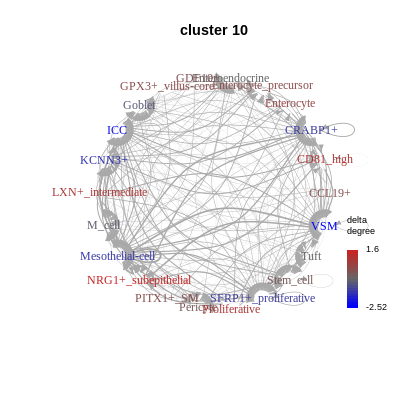 cluster 10
Enteroendocrine
GPX3+_villus-core
Enterocyte_precursor
Goblet
Enterocyte
ICC
CRABP1+
KCNN3+
CD81_high
LXN+_intermediate
CCL19+
M_cell
VSM
delta
degree
Mesothelial-cell
Tuft
1.6
NRG1+_subepithelial
Stem_cell
PITX1+_SM
SFRP1+_proliferative
Pericyte
Proliferative
-2.52